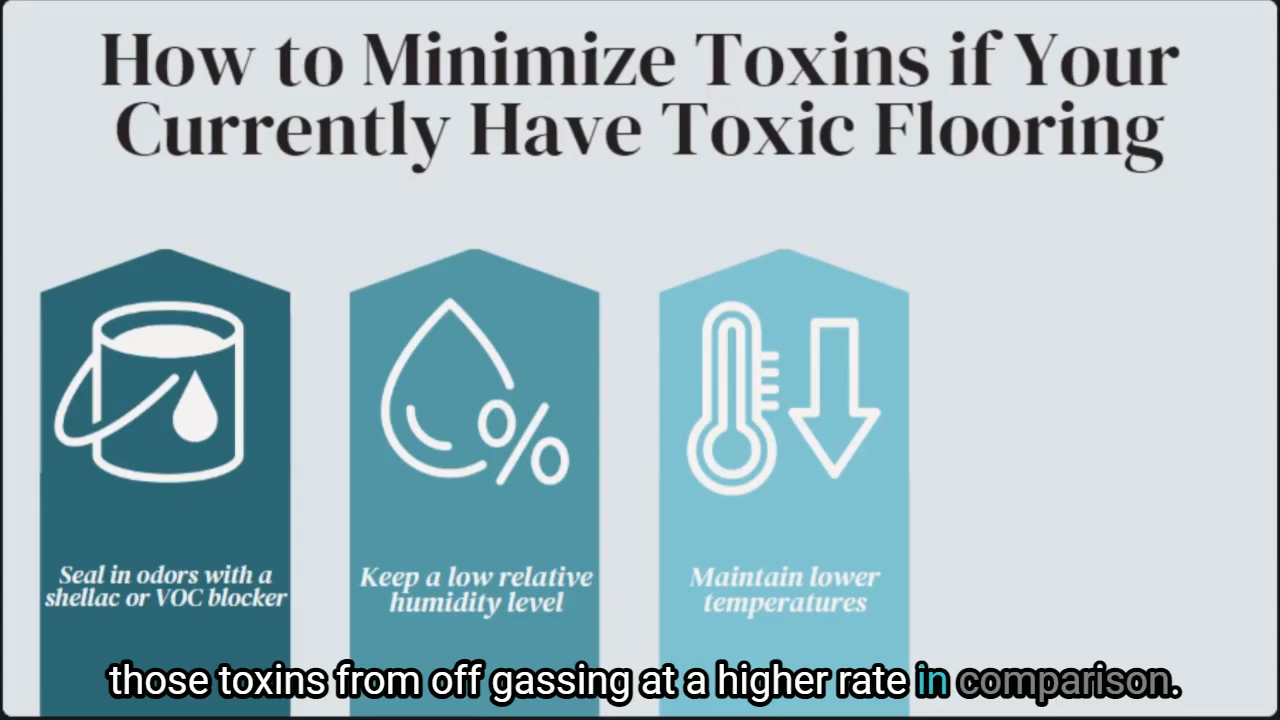 How to Minimize Toxins if Your
Currently Have Toxic Flooring
%
Seal in odors with a
shellac or VOC blocker
Keep a low relative
humidity level
Maintain lower
temperatures
those toxins from off gassing at a higher rate in comparison.